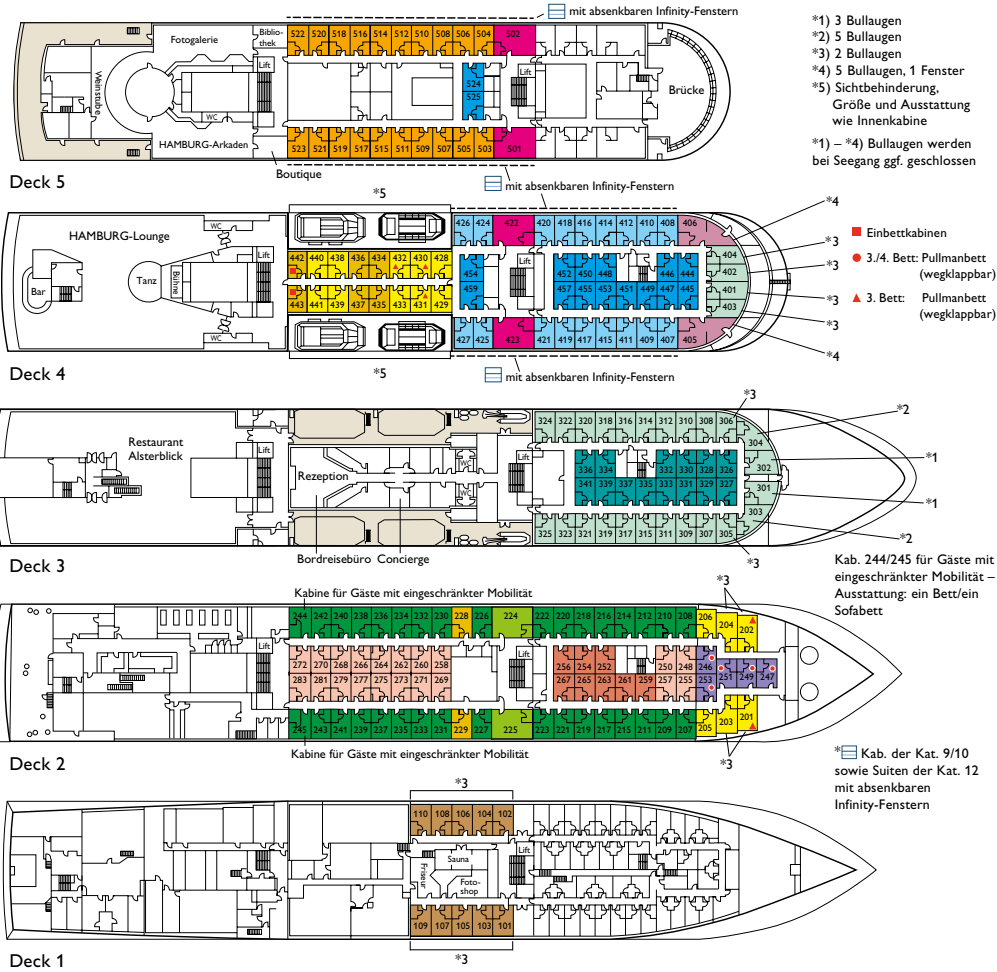 mit absenkbaren Infinity-Fenstern
Fotogalerie
Biblio-
thek
522 520 518 516 514 512 510 508 506 504 502
Lift
Weinstube
WC
524
525
Lift
Brücke
HAMBURG-Arkaden
523 521 519 517 515 511 509 507 505 503 501
Boutique
Deck 5
*1) 3 Bullaugen
*2) 5 Bullaugen
*3) 2 Bullaugen
*4) 5 Bullaugen, 1 Fenster
*5) Sichtbehinderung,
Größe und Ausstattung
wie Innenkabine
*1) – *4) Bullaugen werden
bei Seegang ggf. geschlossen
mit absenkbaren Infinity-Fenstern
*5
*4
*3
*3
*3
*3
*4
HAMBURG-Lounge
WC
Lift
Bar
Tanz
Bühne
WC
426 424 422 420 418 416 414 412 410 408 406
442 440 438 436 434 432 430 428
443 441 439 437 435 433 431 429
454
459
Lift
452 450 448 446 444
457 455 453 451 449 447 445
404
402
401
403
427 425 423 421 419 417 415 411 409 407 405
*5
mit absenkbaren Infinity-Fenstern
Deck 4
Einbettkabinen
3./4. Bett: Pullmanbett
(wegklappbar)
3. Bett: Pullmanbett
(wegklappbar)
*3
*2
*1
*1
*2
*3
Restaurant
Alsterblick
Lift
Rezeption
WC
WC
Lift
324 322 320 318 316 314 312 310 308 306
304
302
301
303
336 334 332 330 328 326
341 339 337 335 333 331 329 327
325 323 321 319 317 315 311 309 307 305
Bordreisebüro Concierge
Deck 3
Kab. 244/245 für Gäste mit
eingeschränkter Mobilität –
Ausstattung: ein Bett/ein
Sofabett
Kabine für Gäste mit eingeschränkter Mobilität
*3
244 242 240 238 236 234 232 230 228 226 224 222 220 218 216 214 212 210 208 206 204 202
Lift
272 270 268 266 264 262 260 258
283 281 279 277 275 273 271 269
Lift
256 254 252 250 248 246
267 265 263 261 259 257 255 253 251 249 247
245 243 241 239 237 235 233 231 229 227 225 223 221 219 217 215 211 209 207 205 203 201
Kabine für Gäste mit eingeschränkter Mobilität
*3
Deck 2
* Kab. der Kat. 9/10
sowie Suiten der Kat. 12
mit absenkbaren
Infinity-Fenstern
*3
110 108 106 104 102
Friseur
Sauna
Foto-
shop
Lift
109 107 105 103 101
*3
Deck 1